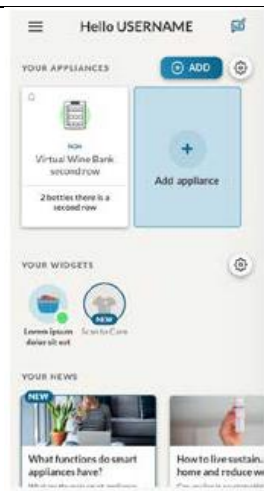 Hello USERNAME
YOUR APPLIANCES
ADD
Virtual Wine Bank
second row
2 bottles there is a
second row
Add appliance
YOUR WIDGETS
NEW
Lorem ipsum
dolor sit est
Scan to Care
YOUR NEWS
NEW
What functions do smart
appliances have?
How to live sustain..
home and reduce we